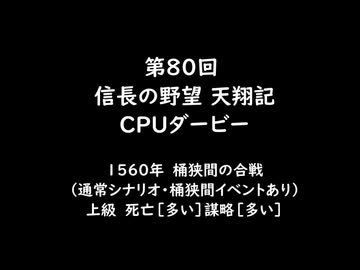 第80回
信長の野望 天翔記
CPUダービー
1560年 桶狭間の合戦
(通常シナリオ・桶狭間イベントあり)
上級 死亡[多い]謀略[多い]